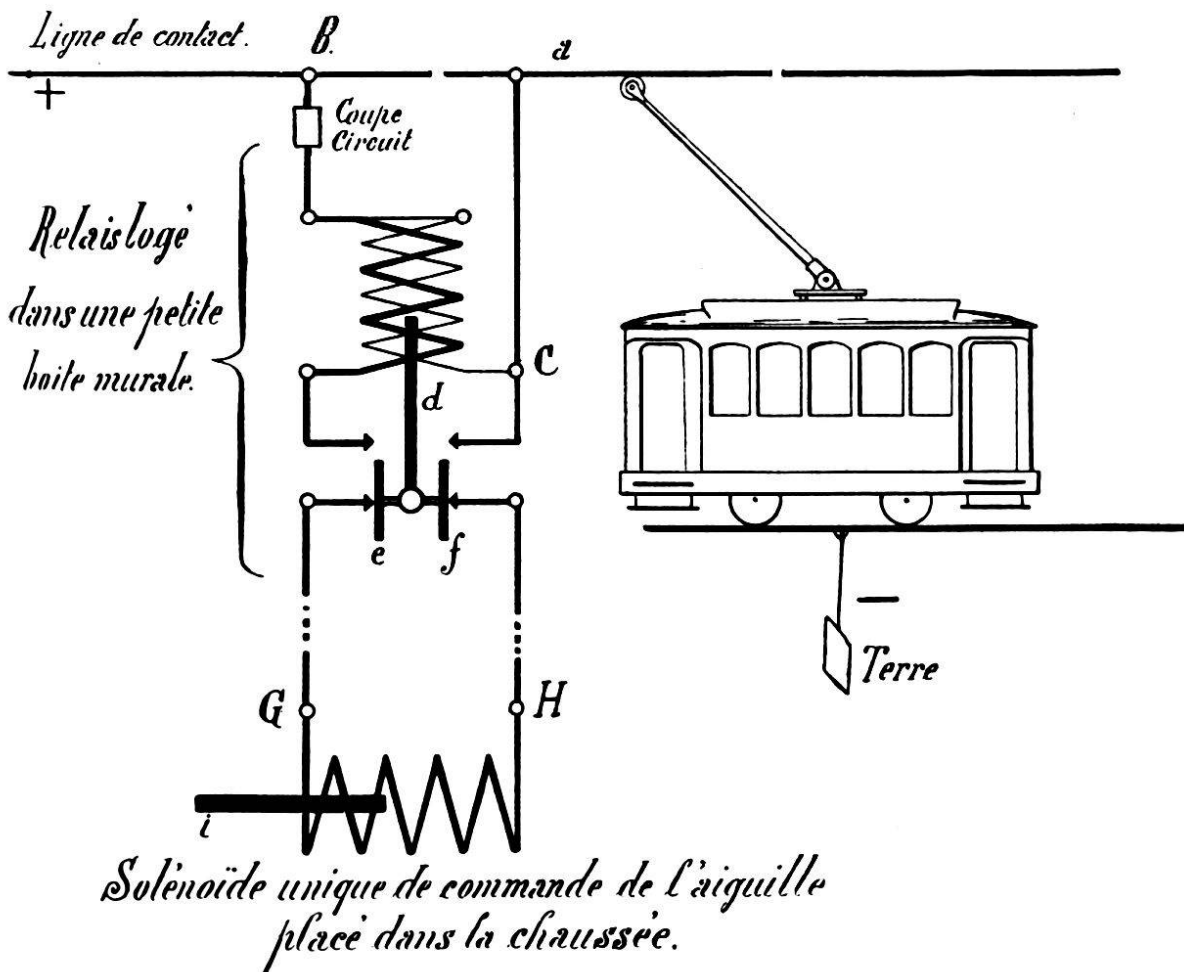 Ligne de contact.
B.
a
+
Coupe
Circuit
Relais logé
dans une petite
boite murale.
C
d
e
f
G
H
Terre
i
Solénoïde unique de commande de l'aiguille
placé dans la chaussée.